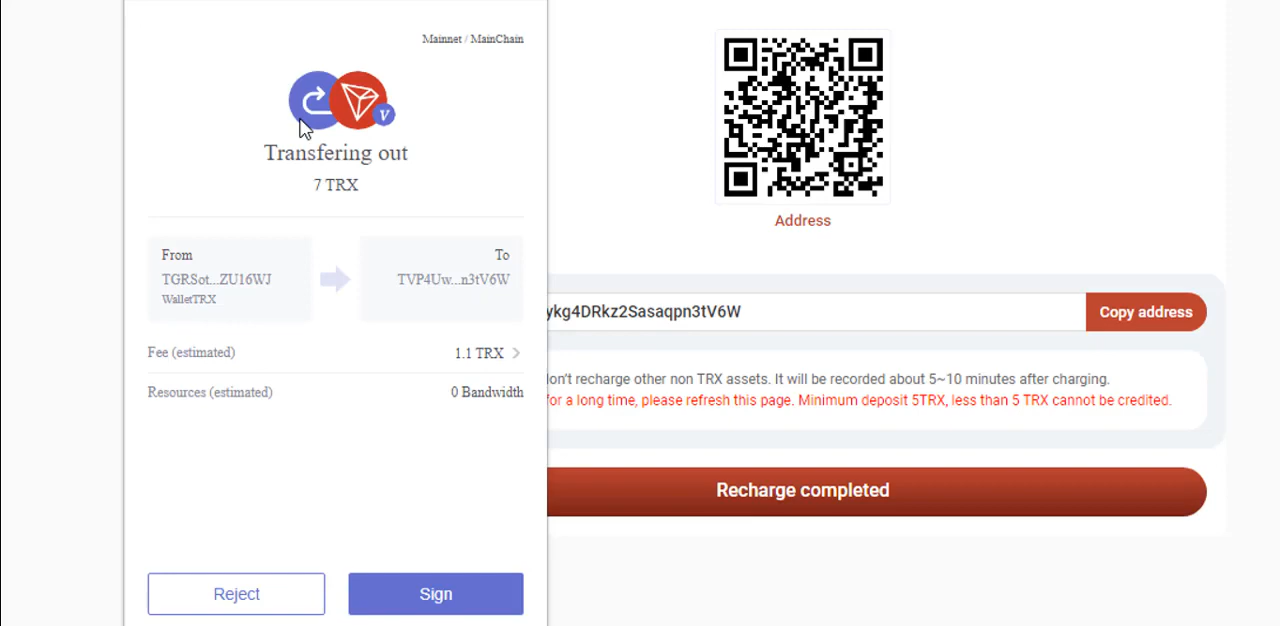 Mainnet / MainChain
V
Transfering out
7 TRX
From
TGRSot...ZU16WJ
WalletTRX
To
TVP4Uw...n3tV6W
Fee (estimated)
1.1 TRX
Resources (estimated)
0 Bandwidth
Reject
Sign
Address
ykg4DRkz2Sasaqpn3tV6W
Copy address
on't recharge other non TRX assets. It will be recorded about 5~10 minutes after charging.
for a long time, please refresh this page. Minimum deposit 5TRX, less than 5 TRX cannot be credited.
Recharge completed